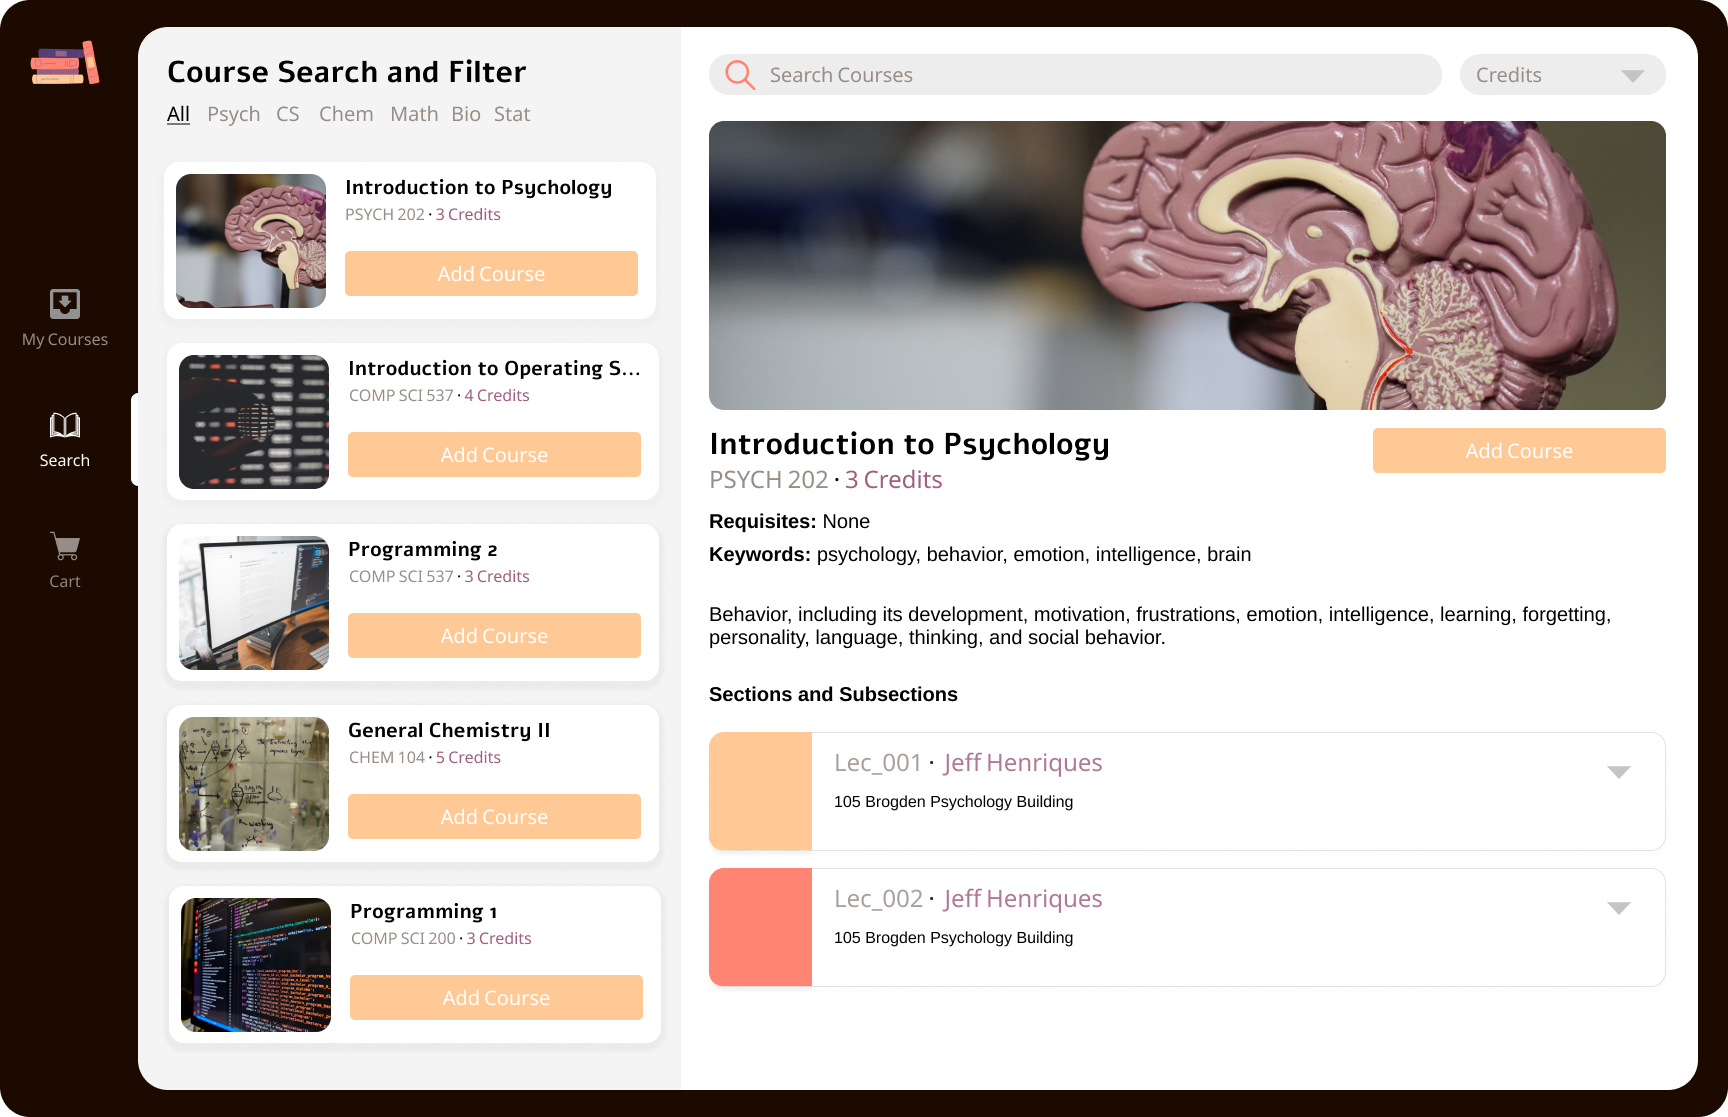 My Courses
Search
Cart
Course Search and Filter
All Psych CS Chem Math Bio Stat
Introduction to Psychology
PSYCH 202 · 3 Credits
Add Course
Introduction to Operating S...
COMP SCI 537 · 4 Credits
Add Course
Programming 2
COMP SCI 537 · 3 Credits
Add Course
General Chemistry II
CHEM 104 · 5 Credits
Add Course
Programming 1
COMP SCI 200 · 3 Credits
Add Course
Search Courses
Credits
Introduction to Psychology
Add Course
PSYCH 202 · 3 Credits
Requisites: None
Keywords: psychology, behavior, emotion, intelligence, brain
Behavior, including its development, motivation, frustrations, emotion, intelligence, learning, forgetting,
personality, language, thinking, and social behavior.
Sections and Subsections
Lec_001 · Jeff Henriques
105 Brogden Psychology Building
Lec_002 · Jeff Henriques
105 Brogden Psychology Building